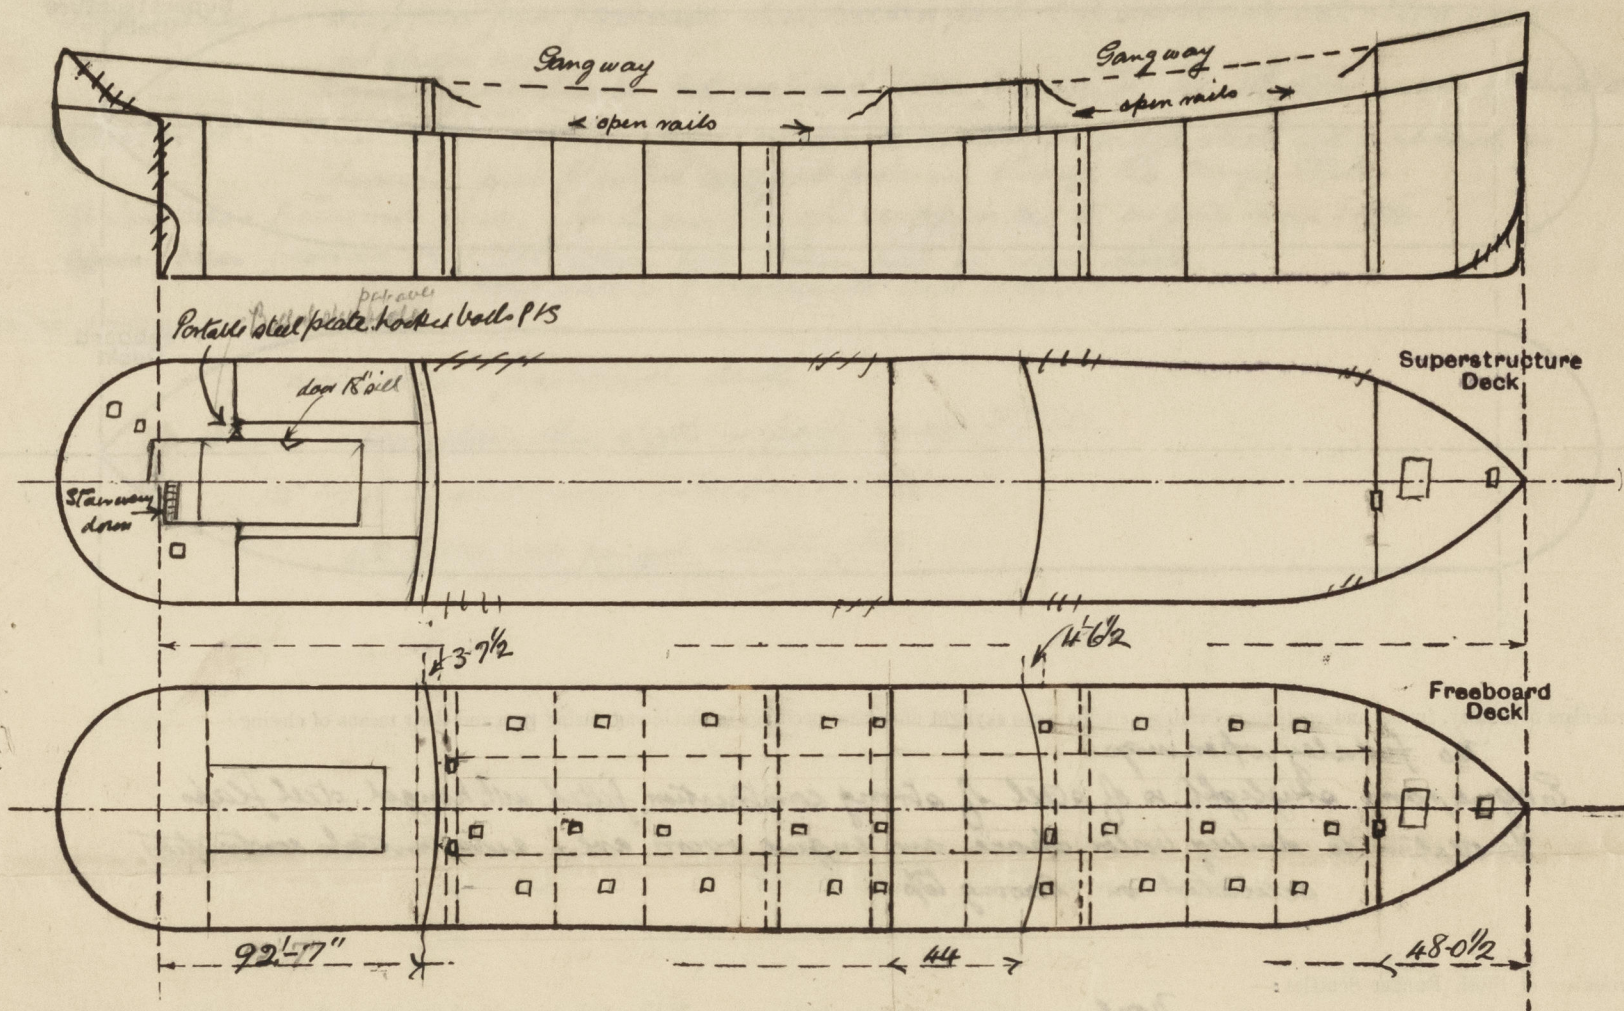 Gangway
Gangway
open rails
open rails
Portable steel plate hooked bolts P&S
Superstructure
Deck
door 18" sill
Stairway
down
3-7½
4'-6½
Freeboard
Deck
92'-7"
44
48-0½